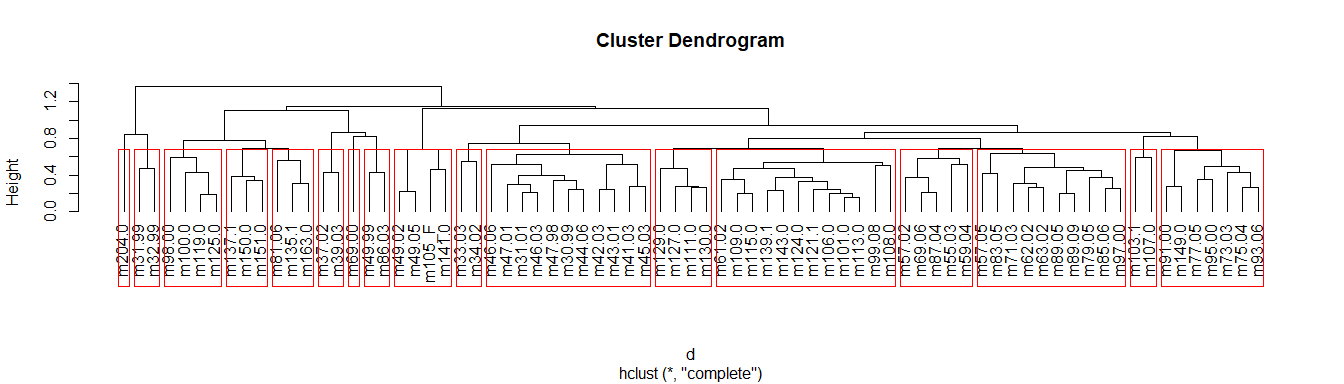 Cluster Dendrogram
Height
0.0 0.4 0.8 1.2
m204.0
m31.99
m32.99
m98.00
m100.0
m119.0
m125.0
m137.1
m150.0
m151.0
m81.06
m135.1
m163.0
m37.02
m39.03
m69.00
m49.99
m86.03
m49.02
m49.05
m105_F
m141.0
m33.03
m34.02
m46.06
m47.01
m31.01
m46.03
m47.98
m30.99
m44.06
m42.03
m43.01
m41.03
m45.03
m129.0
m127.0
m111.0
m130.0
m61.02
m109.0
m115.0
m139.1
m143.0
m124.0
m121.1
m106.0
m101.0
m113.0
m99.08
m108.0
m57.02
m69.06
m87.04
m55.03
m59.04
m57.05
m83.05
m71.03
m62.02
m63.02
m89.05
m89.09
m79.05
m85.06
m97.00
m103.1
m107.0
m91.00
m149.0
m77.05
m95.00
m73.03
m75.04
m93.06
d
hclust (*, "complete")